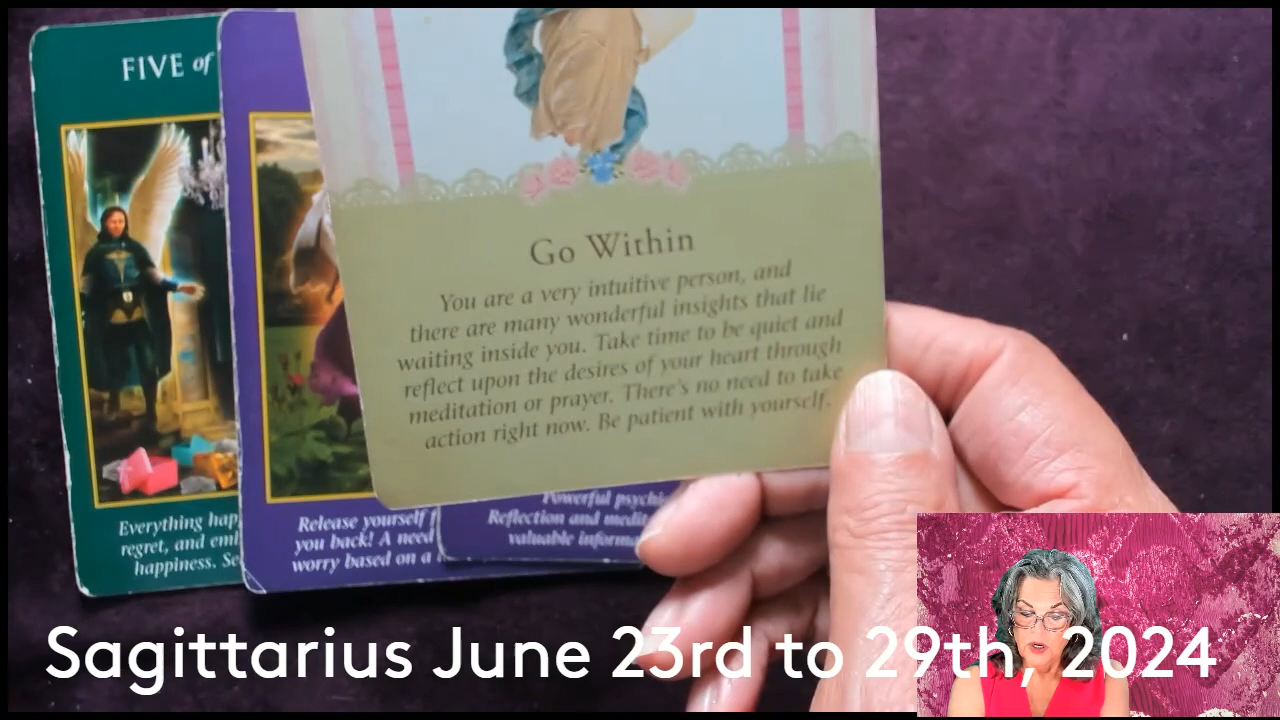 FIVE of
Go Within
You are a very intuitive person, and
there are many wonderful insights that lie
waiting inside you. Take time to be quiet and
reflect upon the desires of your heart through
meditation or prayer. There's no need to take
action right now. Be patient with yourself.
Everything hap
regret, and emb
happiness. Se
Release yourself f
you back! A need
worry based on a
Powerful psychi
Reflection and medit
valuable informa
Sagittarius June 23rd to 29th, 2024